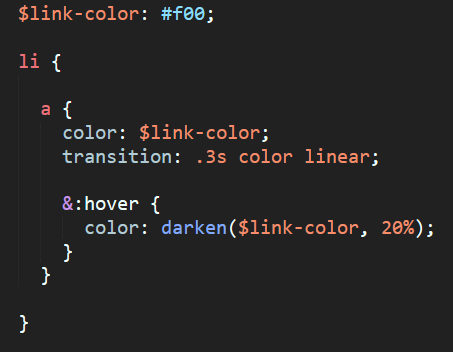 $link-color: #f00;
li {
a {
color: $link-color;
transition: .3s color linear;
&:hover {
color: darken($link-color, 20%);
}
}
}